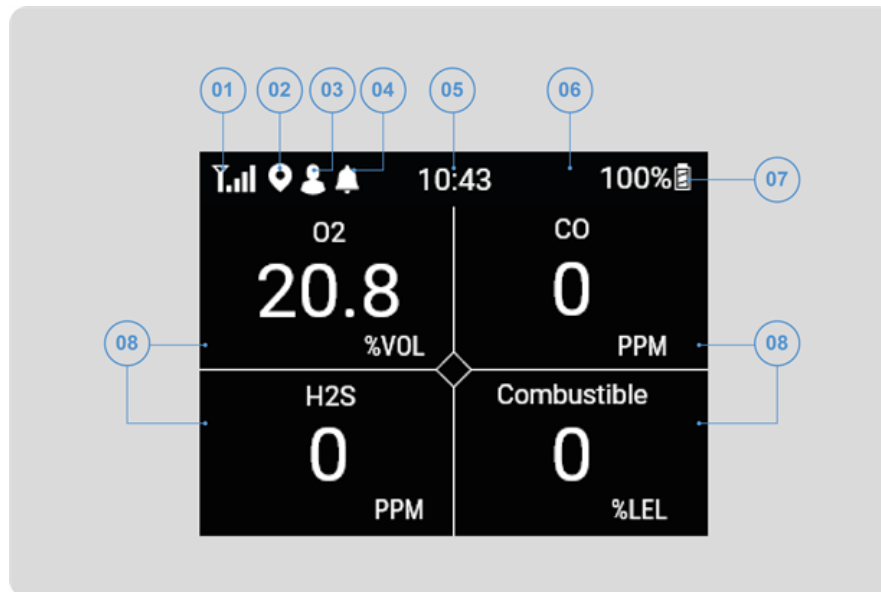 01 02 03 04 05 06
10:43 100%
07
O2 CO
20.8 0
08 %VOL PPM 08
H2S Combustible
0 0
PPM %LEL